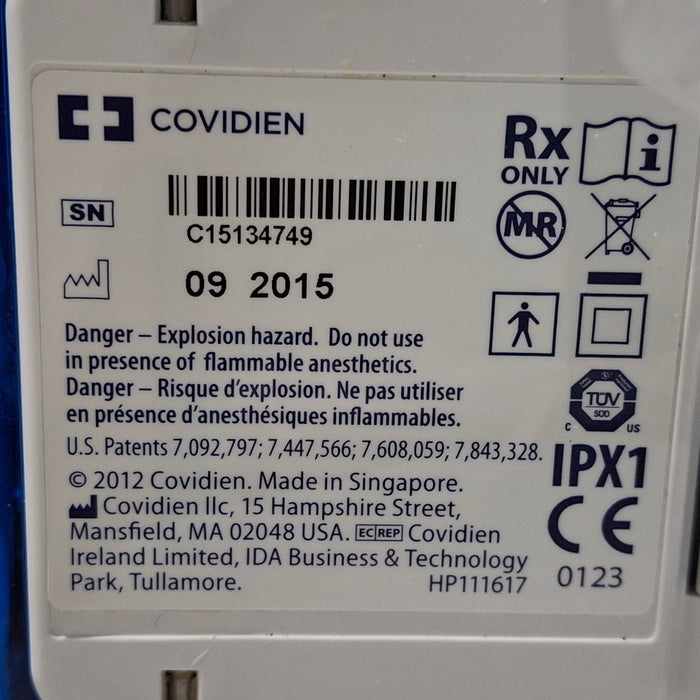 COVIDIEN
Rx
ONLY
SN
C15134749
MR
09 2015
Danger – Explosion hazard. Do not use
in presence of flammable anesthetics.
Danger – Risque d'explosion. Ne pas utiliser
en présence d'anesthésiques inflammables.
TÜV
SÜD
C US
U.S. Patents 7,092,797; 7,447,566; 7,608,059; 7,843,328.
IPX1
© 2012 Covidien. Made in Singapore.
Covidien llc, 15 Hampshire Street,
Mansfield, MA 02048 USA. EC REP Covidien
Ireland Limited, IDA Business & Technology
Park, Tullamore. HP111617
CE
0123